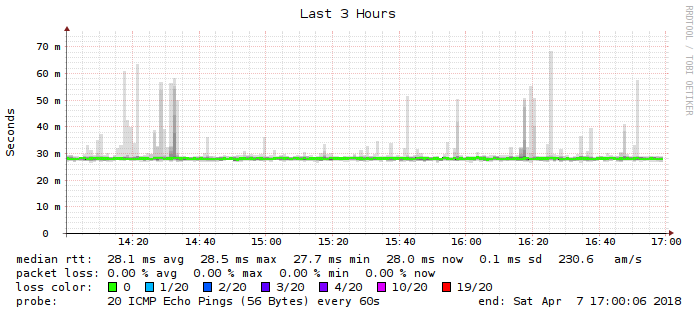 Last 3 Hours
RRDTOOL / TOBI OETIKER
Seconds
70 m
60 m
50 m
40 m
30 m
20 m
10 m
0
14:20 14:40 15:00 15:20 15:40 16:00 16:20 16:40 17:00
median rtt: 28.1 ms avg 28.5 ms max 27.7 ms min 28.0 ms now 0.1 ms sd 230.6 am/s
packet loss: 0.00 % avg 0.00 % max 0.00 % min 0.00 % now
loss color: 0 1/20 2/20 3/20 4/20 10/20 19/20
probe: 20 ICMP Echo Pings (56 Bytes) every 60s end: Sat Apr 7 17:00:06 2018